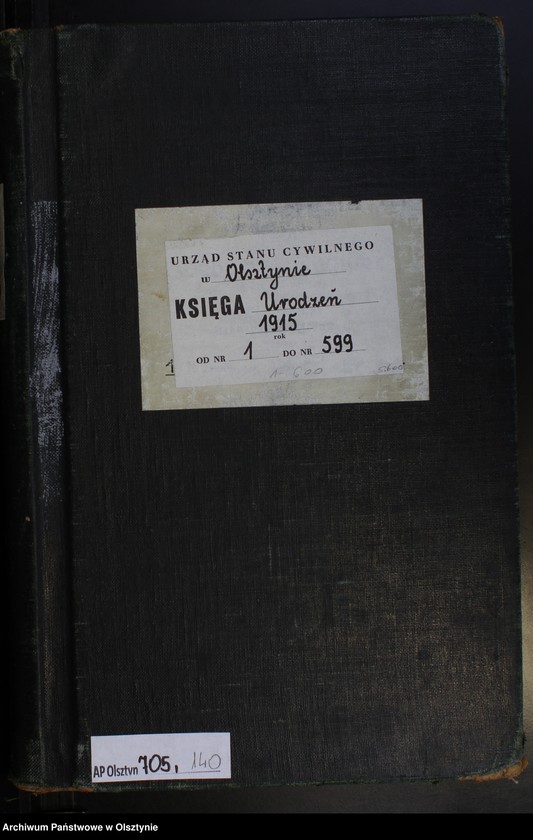 URZĄD STANU CYWILNEGO
w Olsztynie
KSIĘGA Urodzeń
1915
rok
OD NR 1 DO NR 599
1
1-600
AP Olsztyn 705, 140
Archiwum Państwowe w Olsztynie